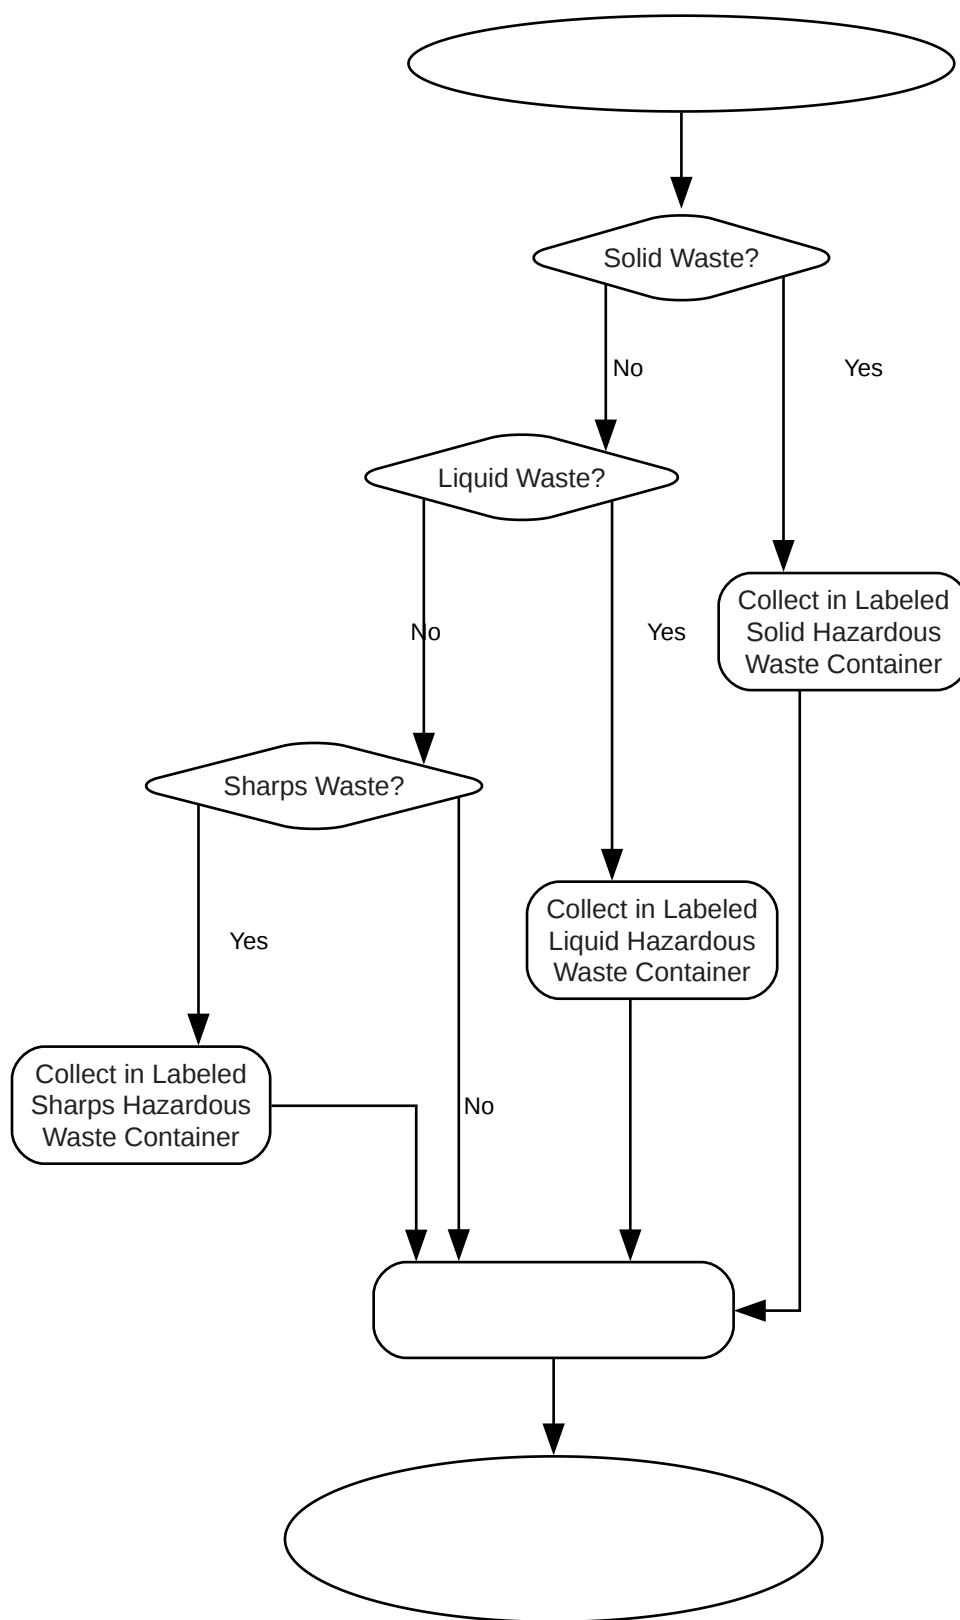 Solid Waste?
No
Yes
Liquid Waste?
Collect in Labeled
Solid Hazardous
Waste Container
No
Yes
Sharps Waste?
Collect in Labeled
Liquid Hazardous
Waste Container
Yes
Collect in Labeled
Sharps Hazardous
Waste Container
No